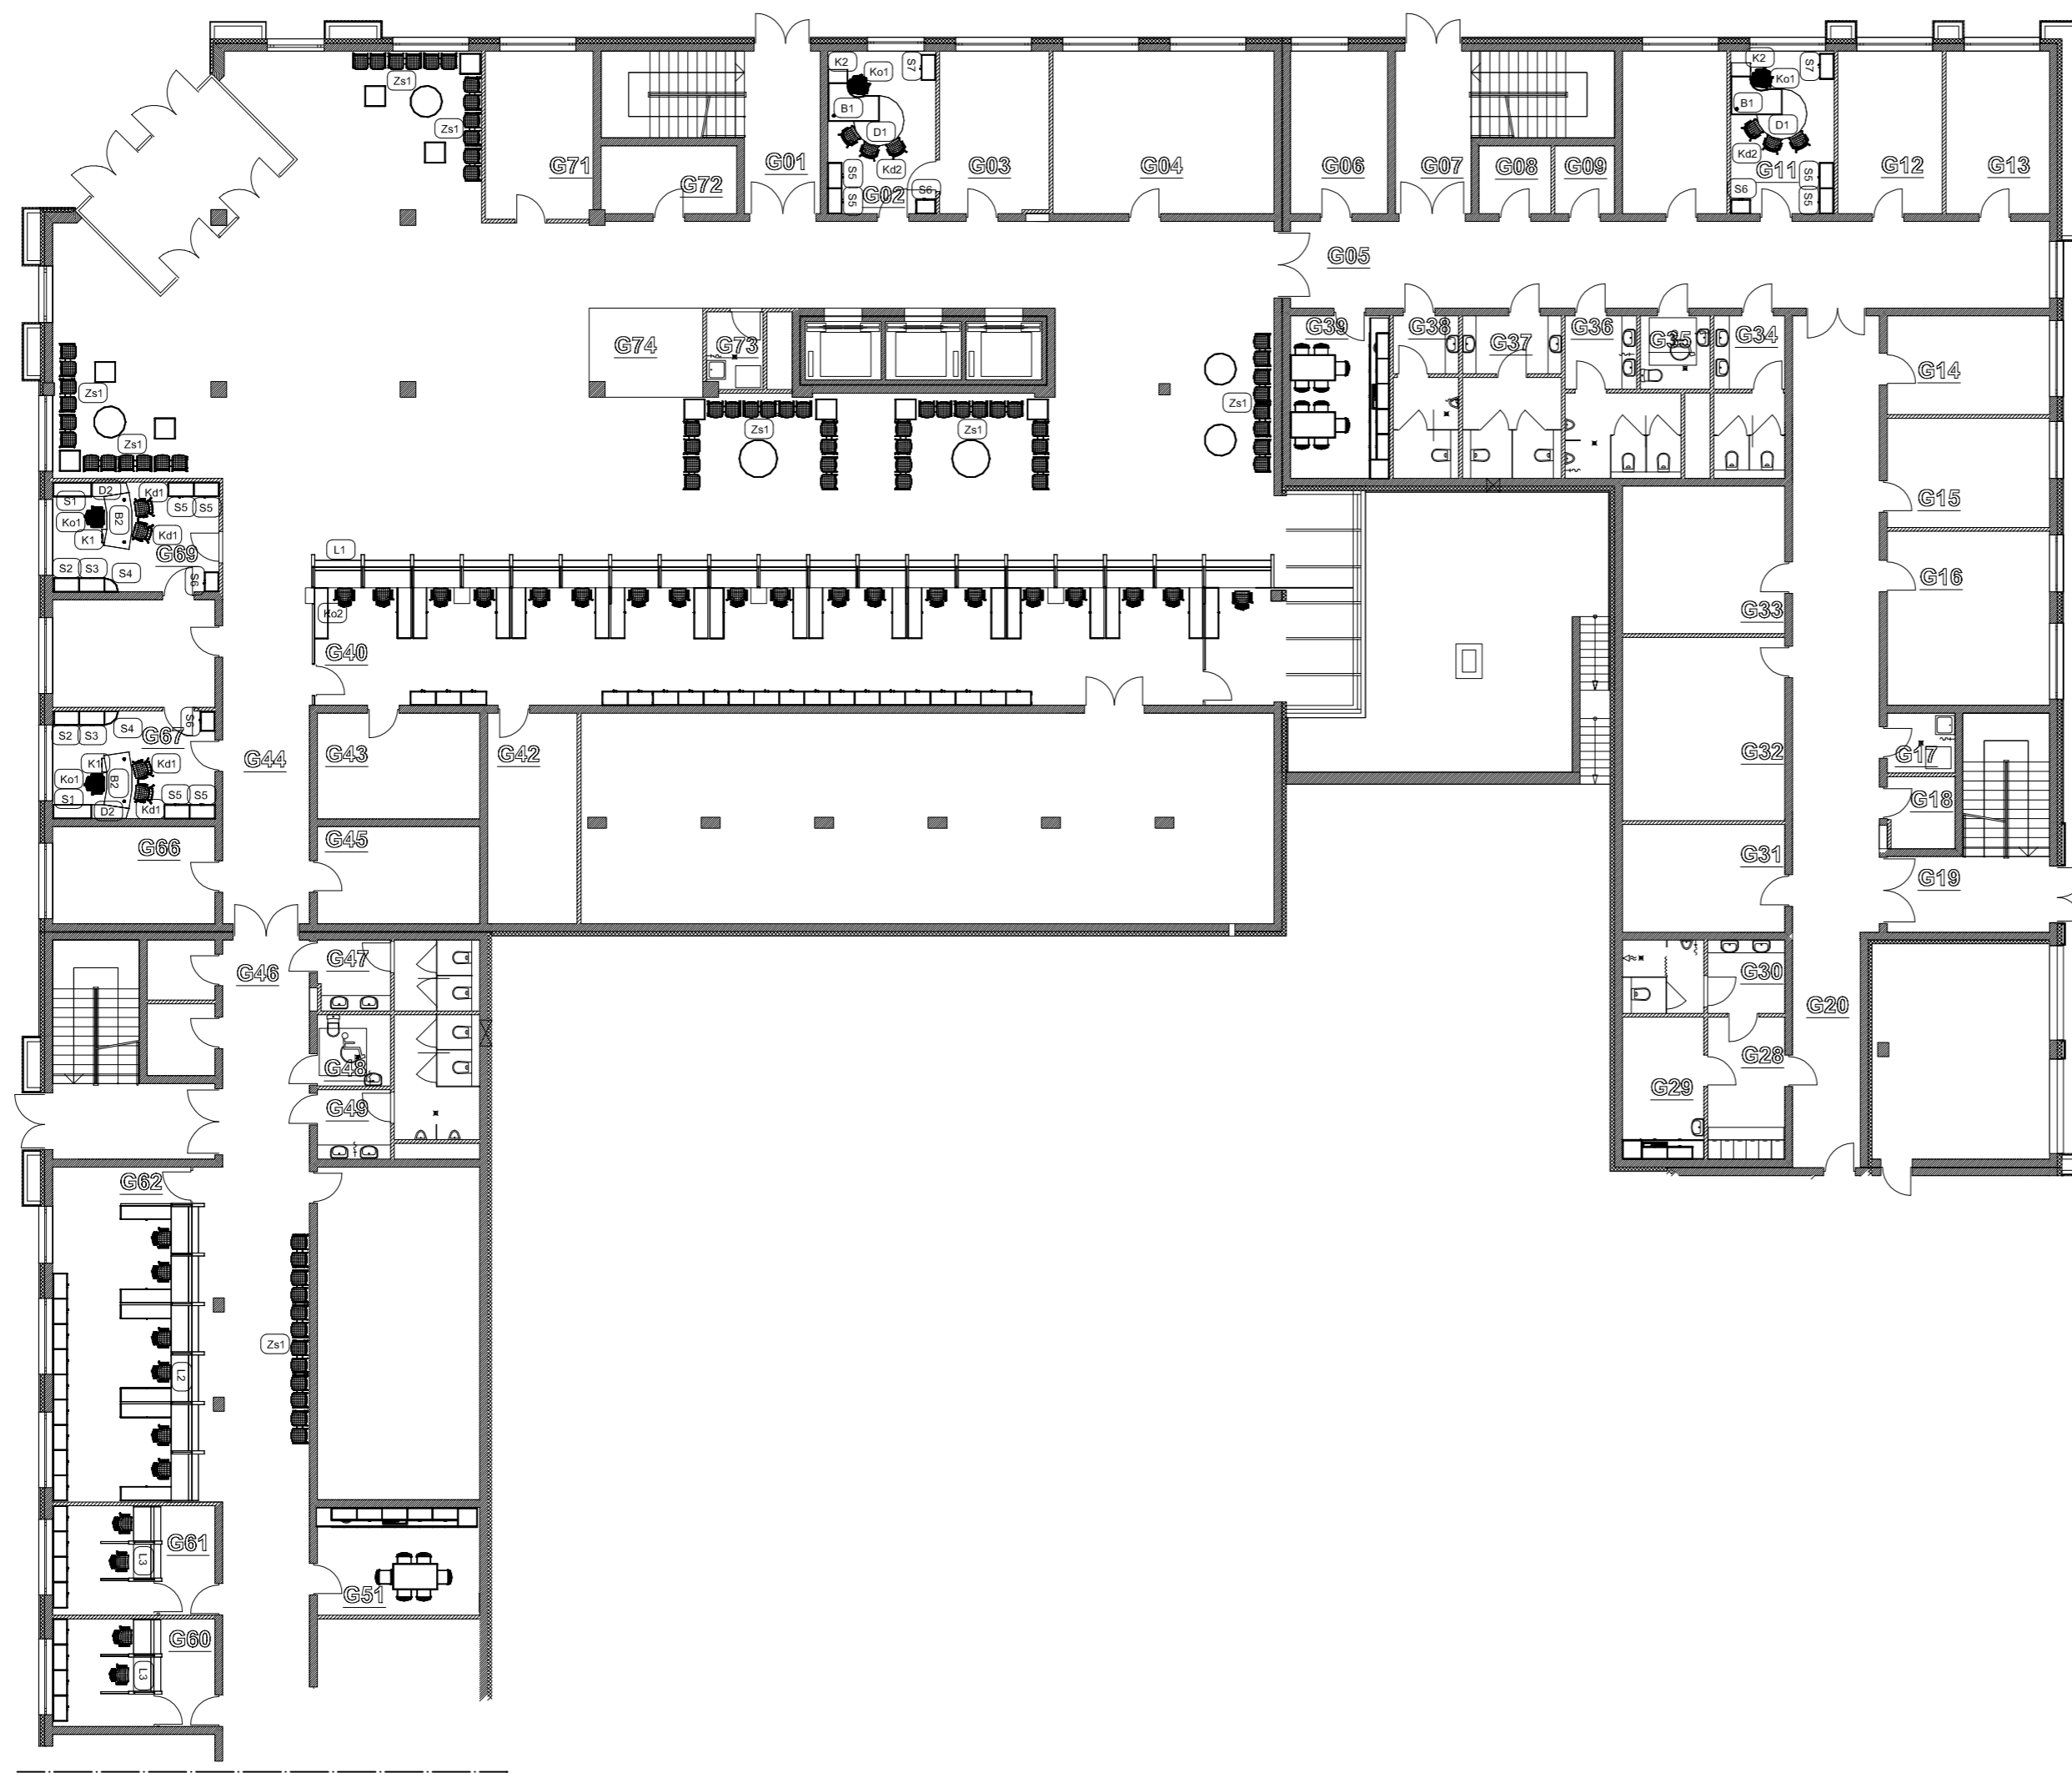 K2
Ko1
S7
B1
D1
Kd2
S5
S5
S6
G02
Zs1
Zs1
G71
G72
G01
G03
G04
G06
G07
G08
G09
K2
Ko1
S7
B1
D1
Kd2
S6
G11
S5
S5
G12
G13
G05
G74
G73
G39
G38
G37
G36
G35
G34
G14
Zs1
Zs1
Zs1
Zs1
Zs1
S1
D2
Kd1
S5
S5
Ko1
B2
K1
Kd1
G69
S2
S3
S4
S6
L1
Ko2
G40
G15
G16
G33
G32
G17
G18
G31
G19
S6
S2
S3
S4
G67
K1
Kd1
Ko1
B2
S1
D2
Kd1
S5
S5
G44
G43
G42
G66
G45
G46
G47
G48
G49
G30
G20
G28
G29
G62
Zs1
L2
G61
L3
G51
G60
L3